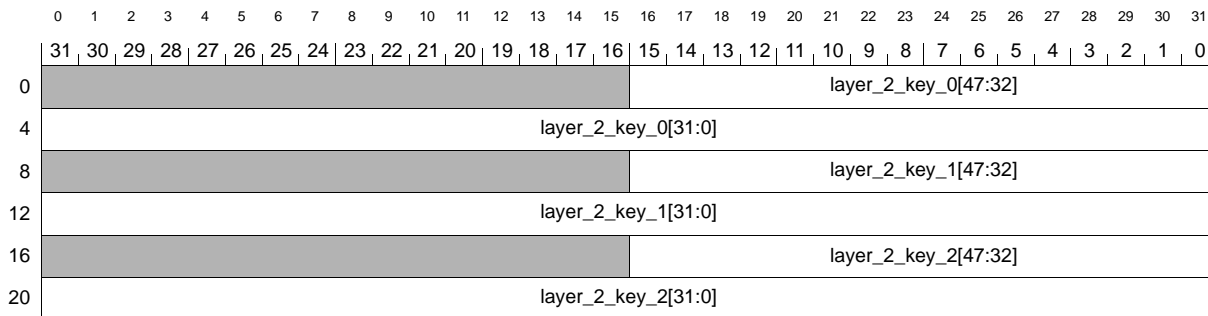 0 1 2 3 4 5 6 7 8 9 10 11 12 13 14 15 16 17 18 19 20 21 22 23 24 25 26 27 28 29 30 31
31 30 29 28 27 26 25 24 23 22 21 20 19 18 17 16 15 14 13 12 11 10 9 8 7 6 5 4 3 2 1 0
0 layer_2_key_0[47:32]
4 layer_2_key_0[31:0]
8 layer_2_key_1[47:32]
12 layer_2_key_1[31:0]
16 layer_2_key_2[47:32]
20 layer_2_key_2[31:0]